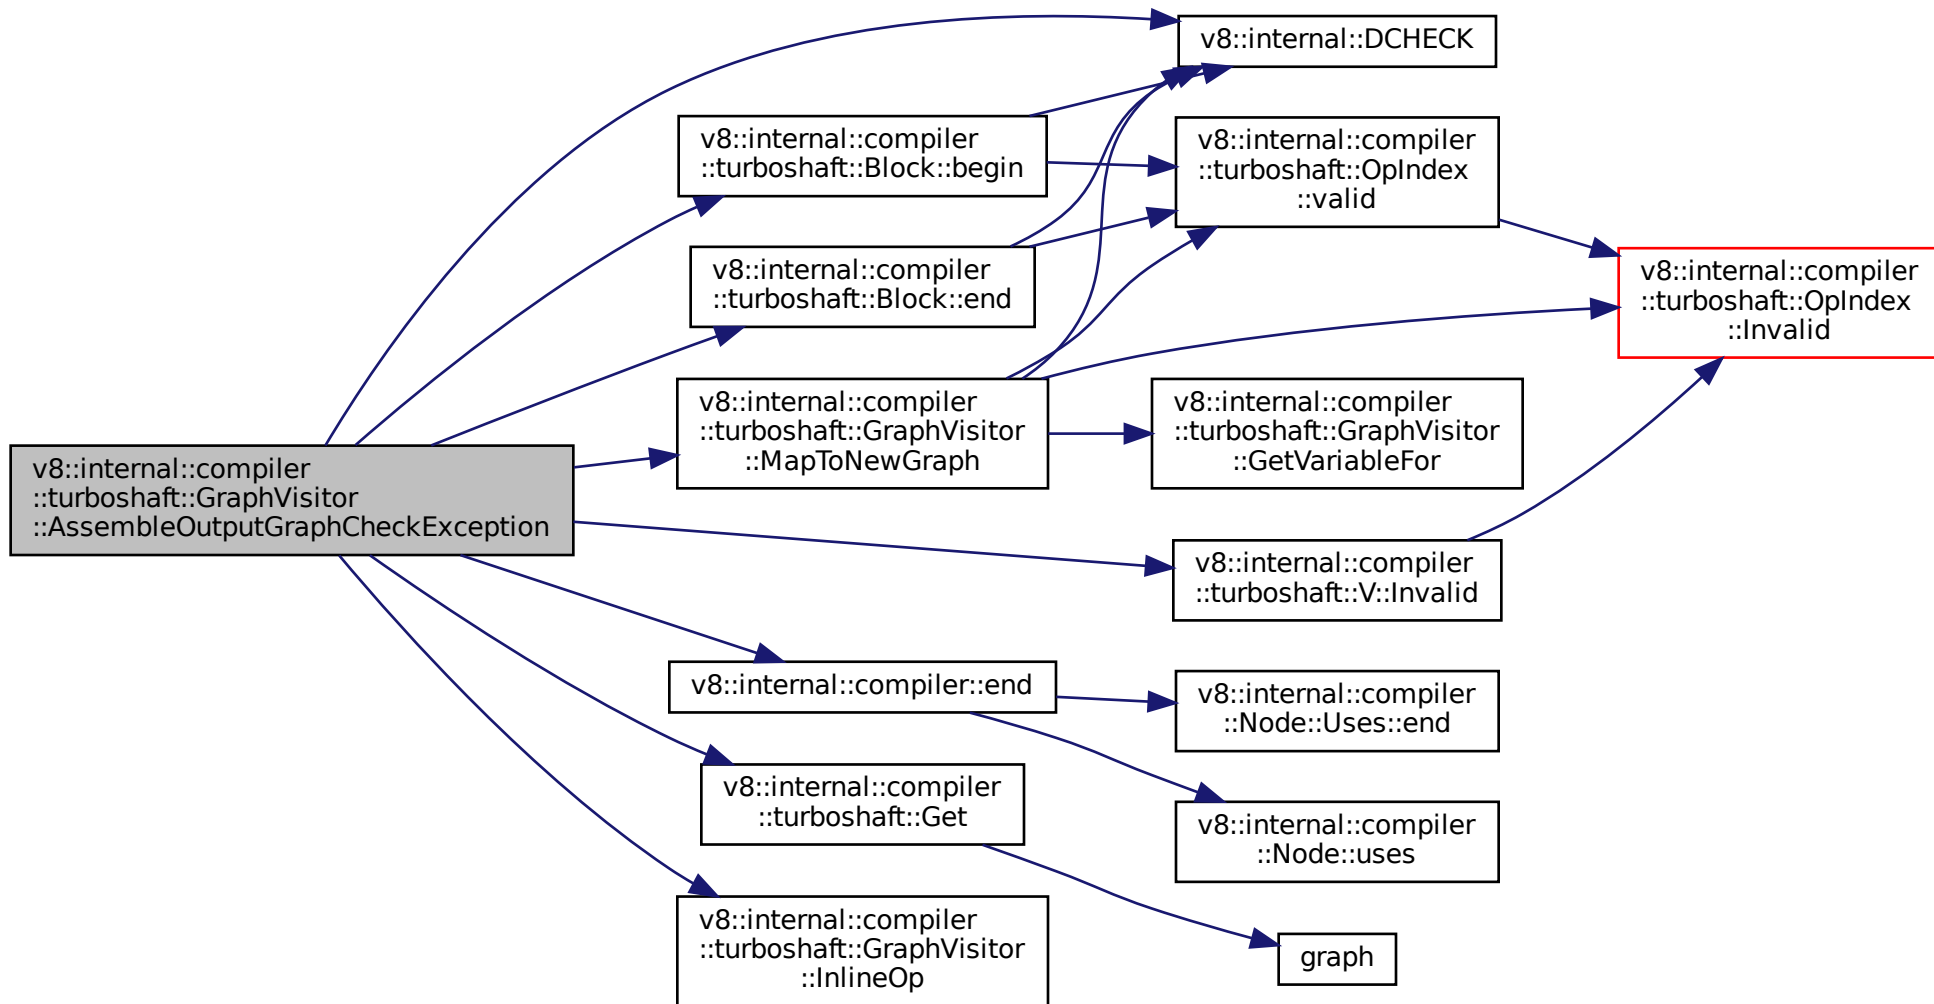 v8::internal::compiler
::turboshaft::GraphVisitor
::AssembleOutputGraphCheckException
v8::internal::DCHECK
v8::internal::compiler
::turboshaft::Block::begin
v8::internal::compiler
::turboshaft::OpIndex
::valid
v8::internal::compiler
::turboshaft::Block::end
v8::internal::compiler
::turboshaft::OpIndex
::Invalid
v8::internal::compiler
::turboshaft::GraphVisitor
::MapToNewGraph
v8::internal::compiler
::turboshaft::GraphVisitor
::GetVariableFor
v8::internal::compiler
::turboshaft::V::Invalid
v8::internal::compiler::end
v8::internal::compiler
::Node::Uses::end
v8::internal::compiler
::turboshaft::Get
v8::internal::compiler
::Node::uses
v8::internal::compiler
::turboshaft::GraphVisitor
::InlineOp
graph